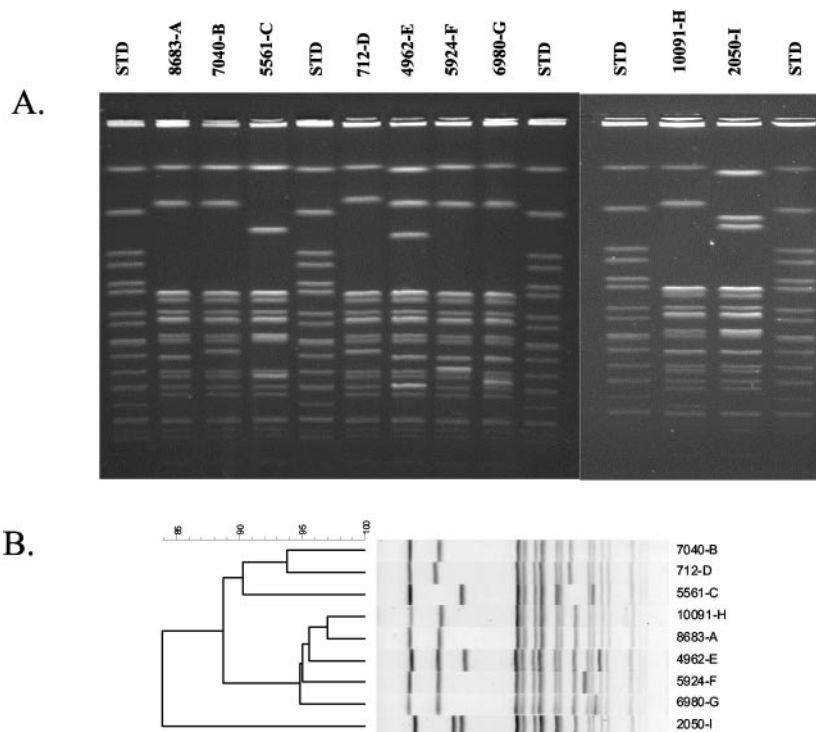 A.
STD 8683-A 7040-B 5561-C STD 712-D 4962-E 5924-F 6980-G STD STD 10091-H 2050-I STD
B.
85 90 95 100
7040-B
712-D
5561-C
10091-H
8683-A
4962-E
5924-F
6980-G
2050-I